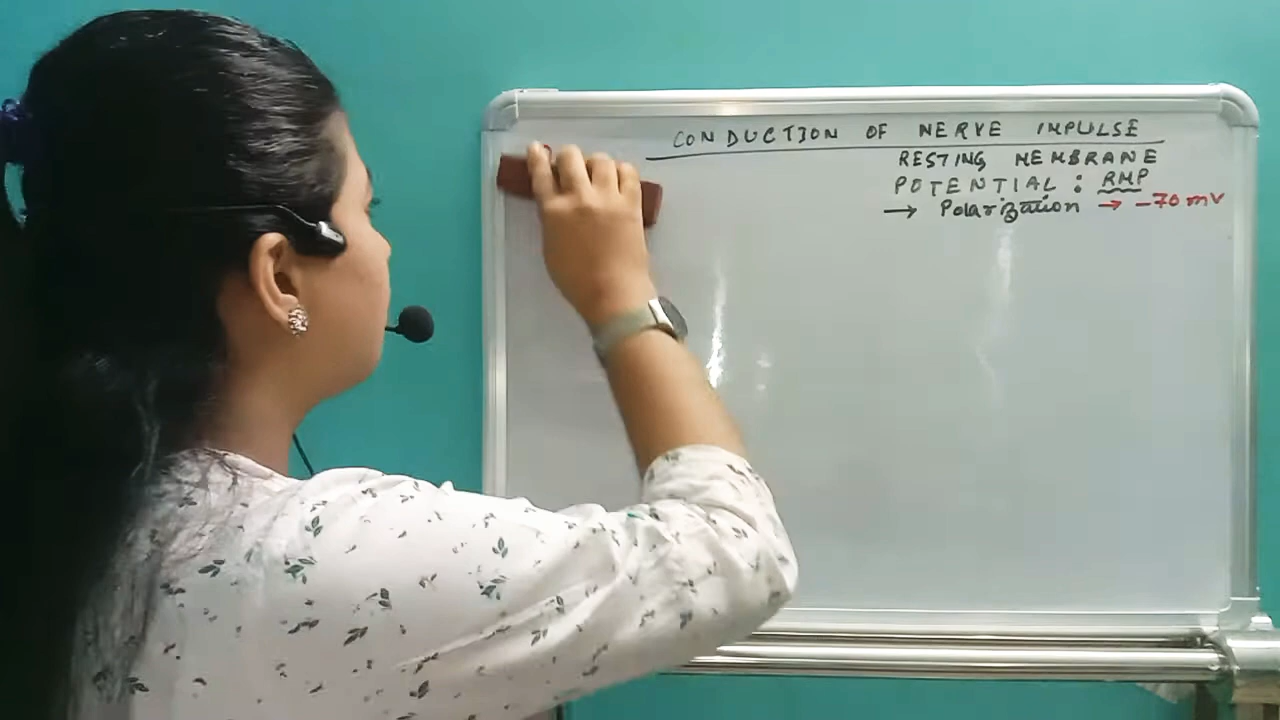 CONDUCTION OF NERVE IMPULSE
RESTING MEMBRANE
POTENTIAL : RMP
→ Polarization → -70 mv